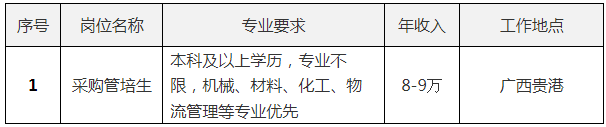 序号 岗位名称 专业要求 年收入 工作地点
1 采购管培生 本科及以上学历，专业不限，机械、材料、化工、物流管理等专业优先 8-9万 广西贵港